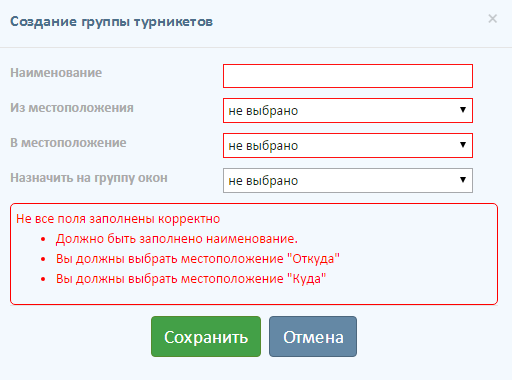 Создание группы турникетов ×
Наименование
Из местоположения не выбрано
В местоположение не выбрано
Назначить на группу окон не выбрано
Не все поля заполнены корректно
• Должно быть заполнено наименование.
• Вы должны выбрать местоположение "Откуда"
• Вы должны выбрать местоположение "Куда"
Сохранить Отмена